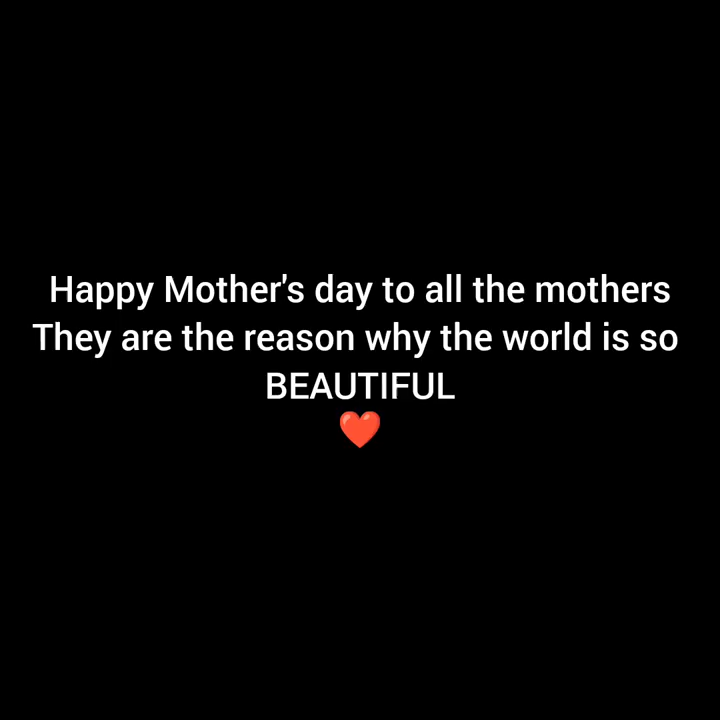 Happy Mother's day to all the mothers
They are the reason why the world is so
BEAUTIFUL
❤️